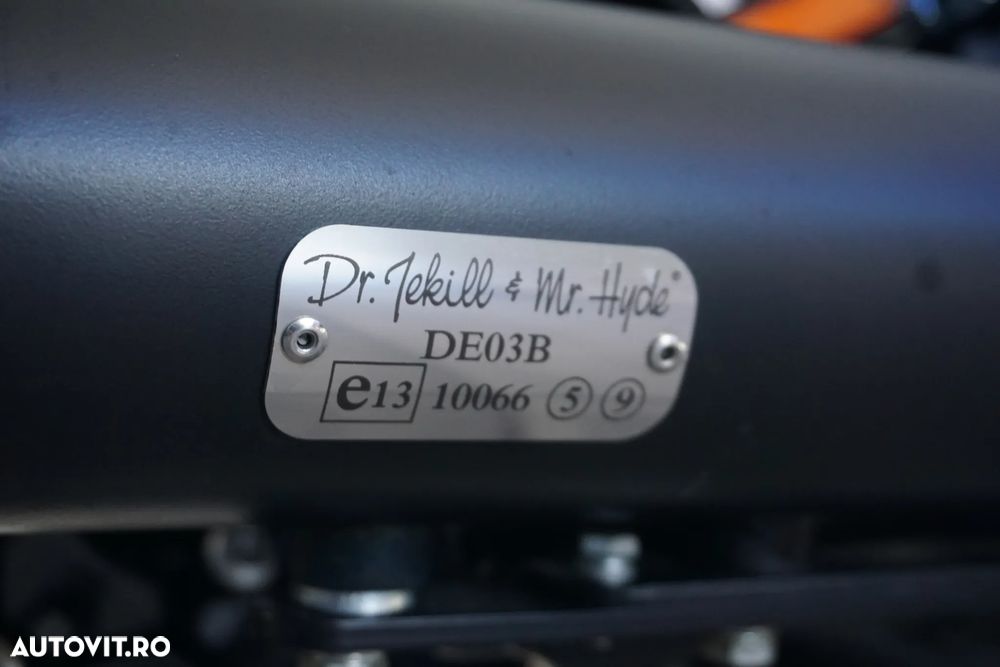 Dr. Jekill & Mr. Hyde®
DE03B
e13 10066 5 9
AUTOVIT.RO